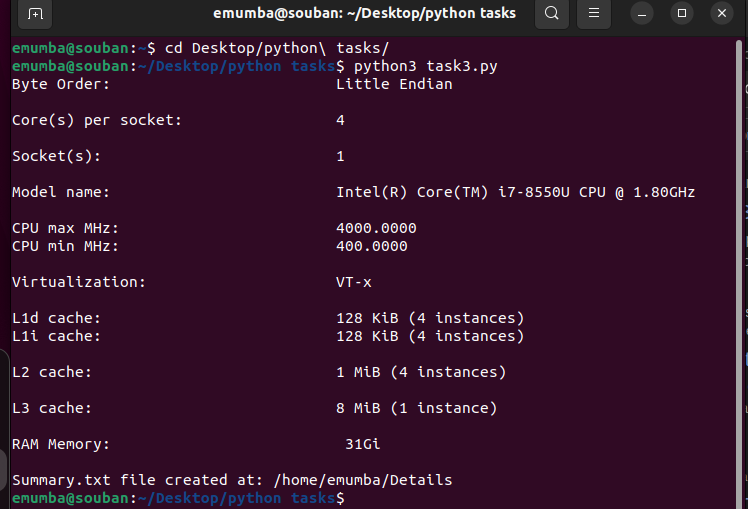 emumba@souban: ~/Desktop/python tasks
emumba@souban:~$ cd Desktop/python\ tasks/
emumba@souban:~/Desktop/python tasks$ python3 task3.py
Byte Order:                         Little Endian
Core(s) per socket:                 4
Socket(s):                          1
Model name:                         Intel(R) Core(TM) i7-8550U CPU @ 1.80GHz
CPU max MHz:                        4000.0000
CPU min MHz:                        400.0000
Virtualization:                     VT-x
L1d cache:                          128 KiB (4 instances)
L1i cache:                          128 KiB (4 instances)
L2 cache:                           1 MiB (4 instances)
L3 cache:                           8 MiB (1 instance)
RAM Memory:                          31Gi
Summary.txt file created at: /home/emumba/Details
emumba@souban:~/Desktop/python tasks$